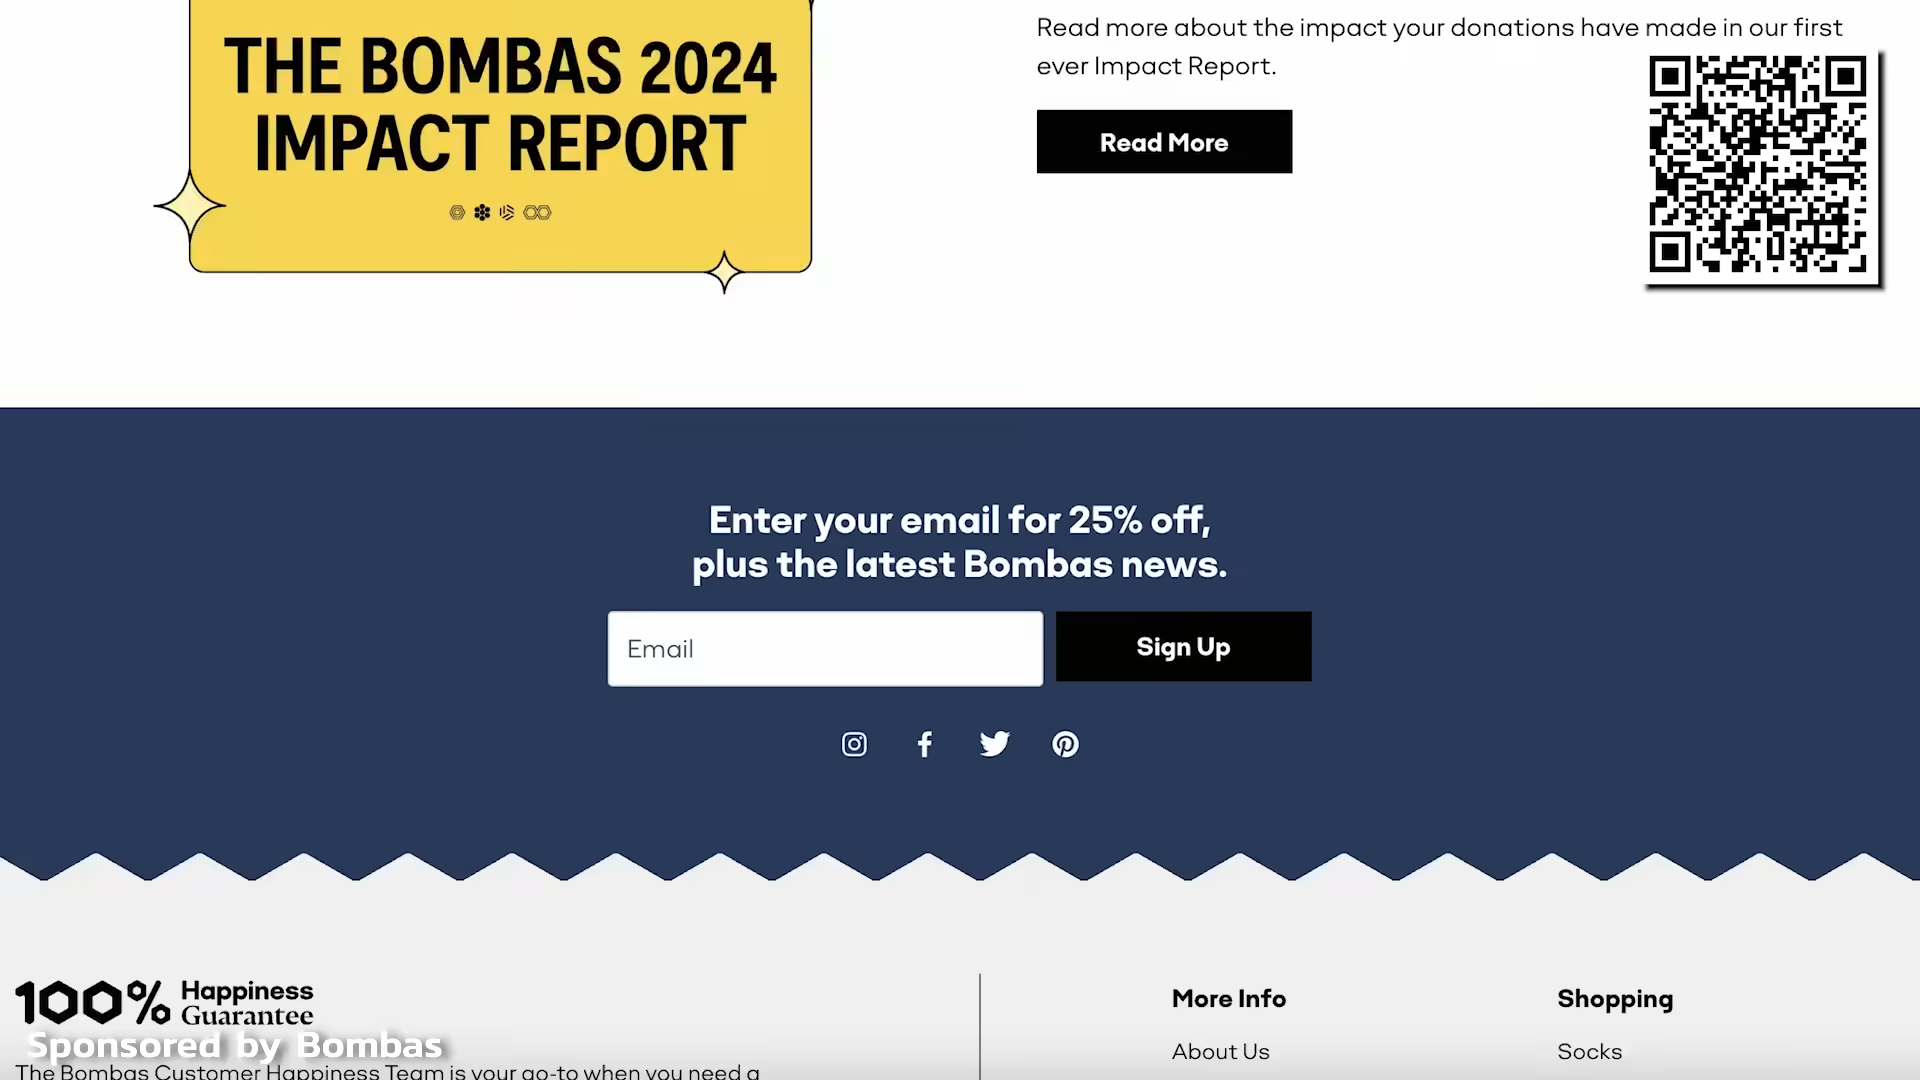 THE BOMBAS 2024
IMPACT REPORT
Read more about the impact your donations have made in our first
ever Impact Report.
Read More
Enter your email for 25% off,
plus the latest Bombas news.
Email
Sign Up
100% Happiness
Guarantee
Sponsored by Bombas
The Bombas Customer Happiness Team is your go-to when you need a
More Info
About Us
Shopping
Socks